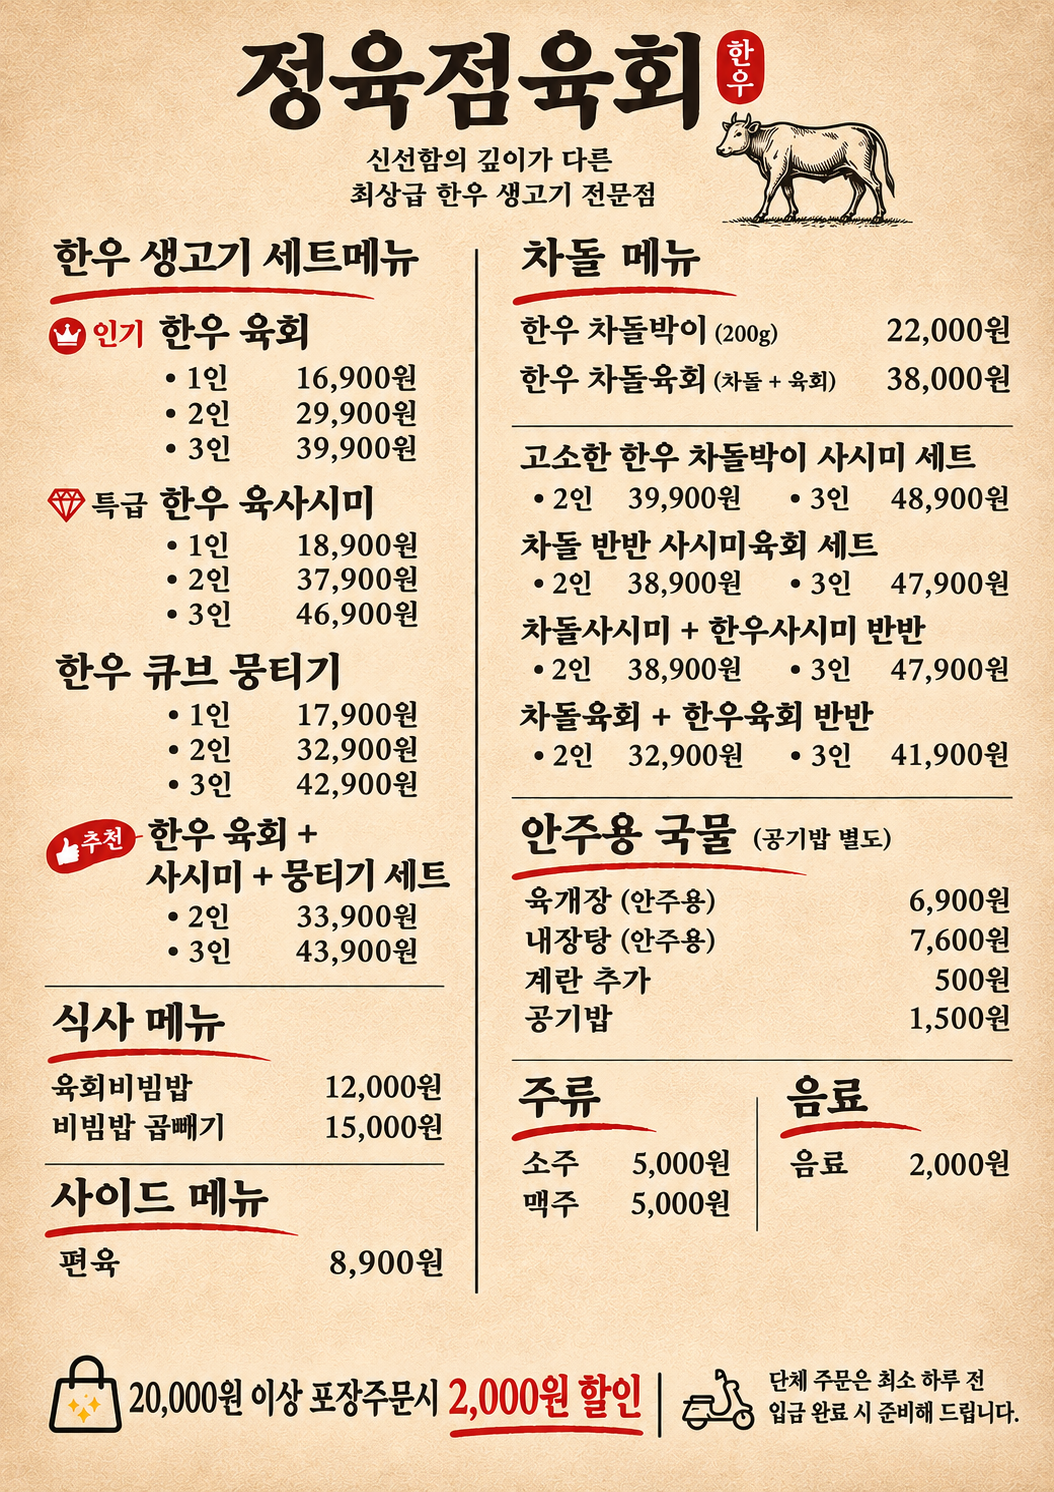 정육점육회
한우
신선함의 깊이가 다른
최상급 한우 생고기 전문점
한우 생고기 세트메뉴
인기 한우 육회
• 1인 16,900원
• 2인 29,900원
• 3인 39,900원
특급 한우 육사시미
• 1인 18,900원
• 2인 37,900원
• 3인 46,900원
한우 큐브 뭉티기
• 1인 17,900원
• 2인 32,900원
• 3인 42,900원
추천 한우 육회 +
사시미 + 뭉티기 세트
• 2인 33,900원
• 3인 43,900원
식사 메뉴
육회비빔밥 12,000원
비빔밥 곱빼기 15,000원
사이드 메뉴
편육 8,900원
차돌 메뉴
한우 차돌박이 (200g) 22,000원
한우 차돌육회 (차돌 + 육회) 38,000원
고소한 한우 차돌박이 사시미 세트
• 2인 39,900원 • 3인 48,900원
차돌 반반 사시미육회 세트
• 2인 38,900원 • 3인 47,900원
차돌사시미 + 한우사시미 반반
• 2인 38,900원 • 3인 47,900원
차돌육회 + 한우육회 반반
• 2인 32,900원 • 3인 41,900원
안주용 국물 (공기밥 별도)
육개장 (안주용) 6,900원
내장탕 (안주용) 7,600원
계란 추가 500원
공기밥 1,500원
주류
소주 5,000원
맥주 5,000원
음료
음료 2,000원
20,000원 이상 포장주문시 2,000원 할인
단체 주문은 최소 하루 전
입금 완료 시 준비해 드립니다.